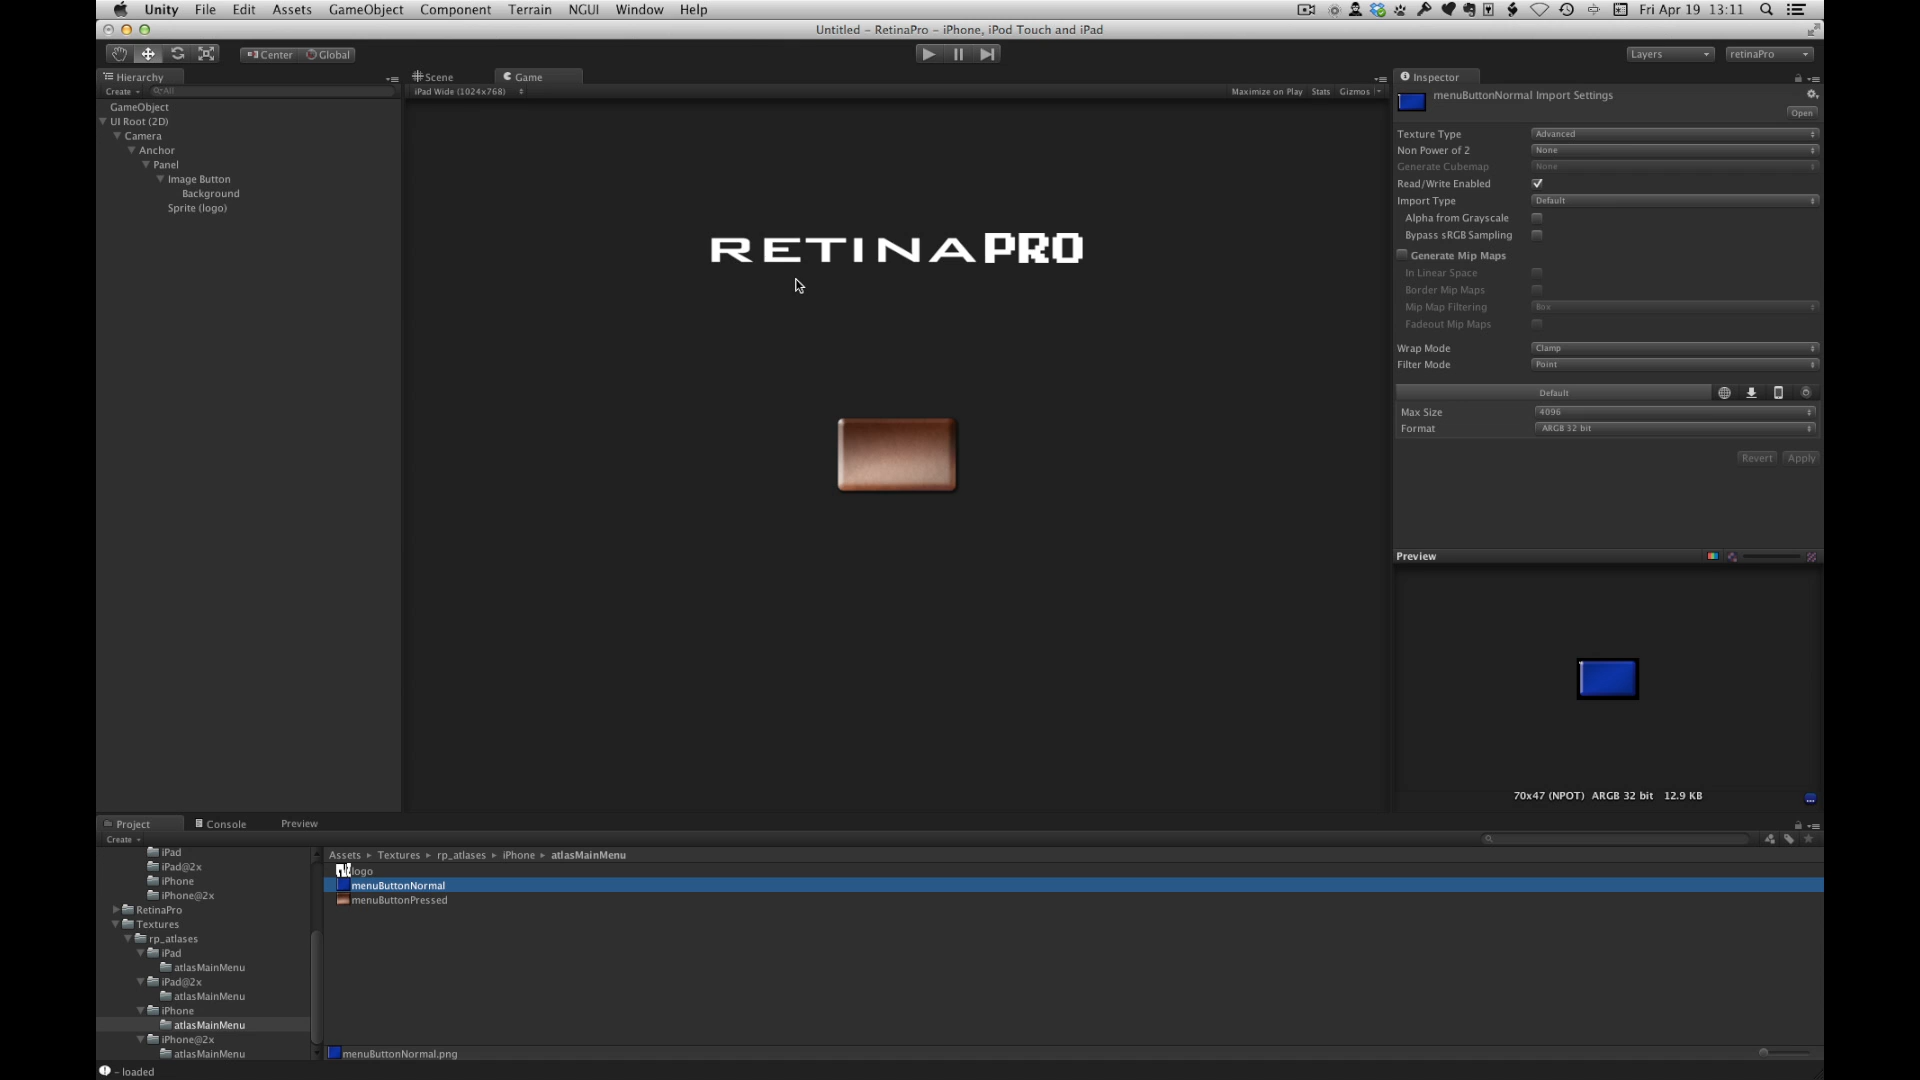 Unity File Edit Assets GameObject Component Terrain NGUI Window Help Fri Apr 19 13:11
Untitled – RetinaPro – iPhone, iPod Touch and iPad
Center Global Layers retinaPro
Hierarchy Scene Game Inspector
Create All iPad Wide (1024x768) Maximize on Play Stats Gizmos
menuButtonNormal Import Settings
Open
GameObject
UI Root (2D)
Camera
Anchor
Panel
Image Button
Background
Sprite (logo)
RETINAPRO
Texture Type Advanced
Non Power of 2 None
Generate Cubemap None
Read/Write Enabled
Import Type Default
Alpha from Grayscale
Bypass sRGB Sampling
Generate Mip Maps
In Linear Space
Border Mip Maps
Mip Map Filtering Box
Fadeout Mip Maps
Wrap Mode Clamp
Filter Mode Point
Default
Max Size 4096
Format ARGB 32 bit
Revert Apply
Preview
70x47 (NPOT) ARGB 32 bit 12.9 KB
Project Console Preview
Create
iPad
iPad@2x
iPhone
iPhone@2x
RetinaPro
Textures
rp_atlases
iPad
atlasMainMenu
iPad@2x
atlasMainMenu
iPhone
atlasMainMenu
iPhone@2x
atlasMainMenu
Assets ▸ Textures ▸ rp_atlases ▸ iPhone ▸ atlasMainMenu
logo
menuButtonNormal
menuButtonPressed
menuButtonNormal.png
– loaded